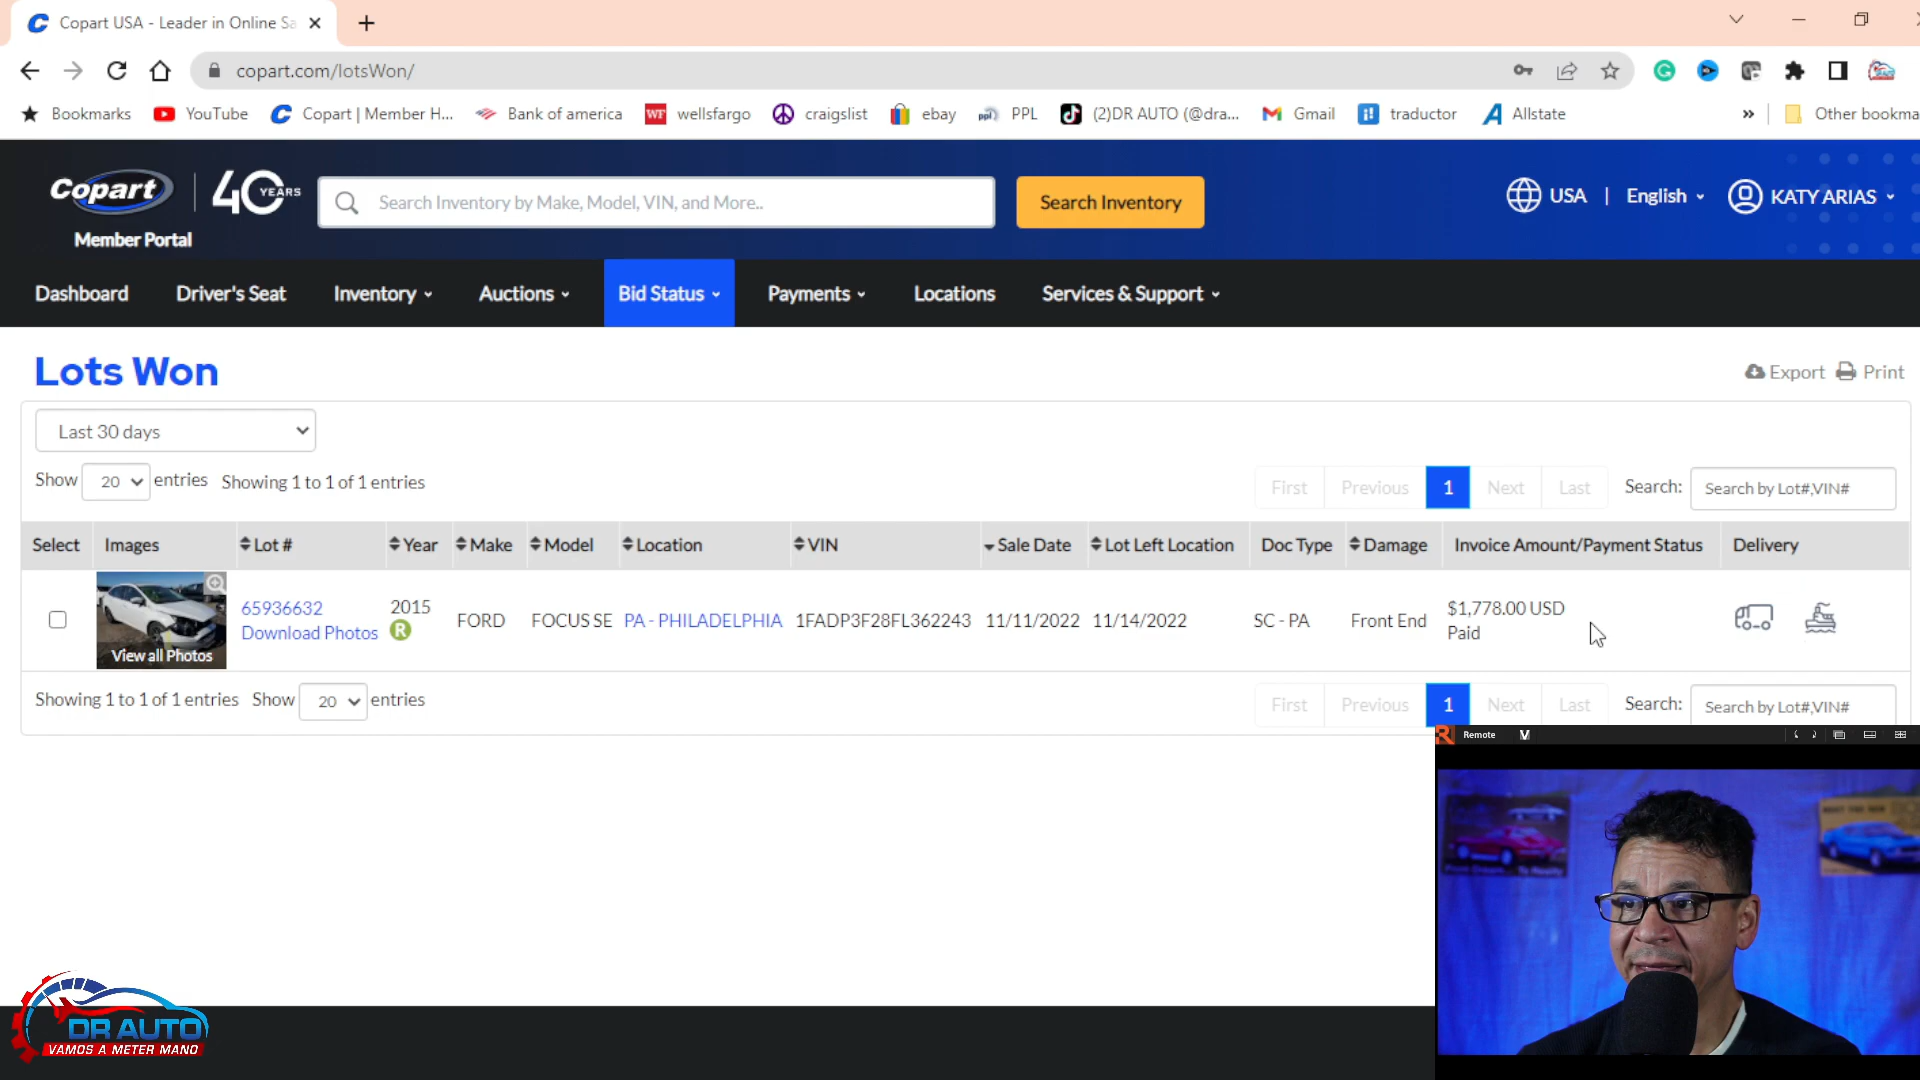 Copart USA - Leader in Online Sa
copart.com/lotsWon/
Bookmarks YouTube Copart | Member H... Bank of america WF wellsfargo craigslist ebay ppl PPL (2)DR AUTO (@dra... Gmail traductor Allstate » Other bookma
Copart 40 YEARS
Member Portal
Search Inventory by Make, Model, VIN, and More..
Search Inventory
USA | English KATY ARIAS
Dashboard Driver's Seat Inventory Auctions Bid Status Payments Locations Services & Support
Lots Won
Export Print
Last 30 days
Show 20 entries Showing 1 to 1 of 1 entries
First Previous 1 Next Last Search: Search by Lot#,VIN#
Select Images Lot # Year Make Model Location VIN Sale Date Lot Left Location Doc Type Damage Invoice Amount/Payment Status Delivery
View all Photos
65936632
Download Photos
2015
R
FORD FOCUS SE PA - PHILADELPHIA 1FADP3F28FL362243 11/11/2022 11/14/2022 SC - PA Front End
$1,778.00 USD
Paid
Showing 1 to 1 of 1 entries Show 20 entries
First Previous 1 Next Last Search: Search by Lot#,VIN#
R Remote
DR AUTO
VAMOS A METER MANO